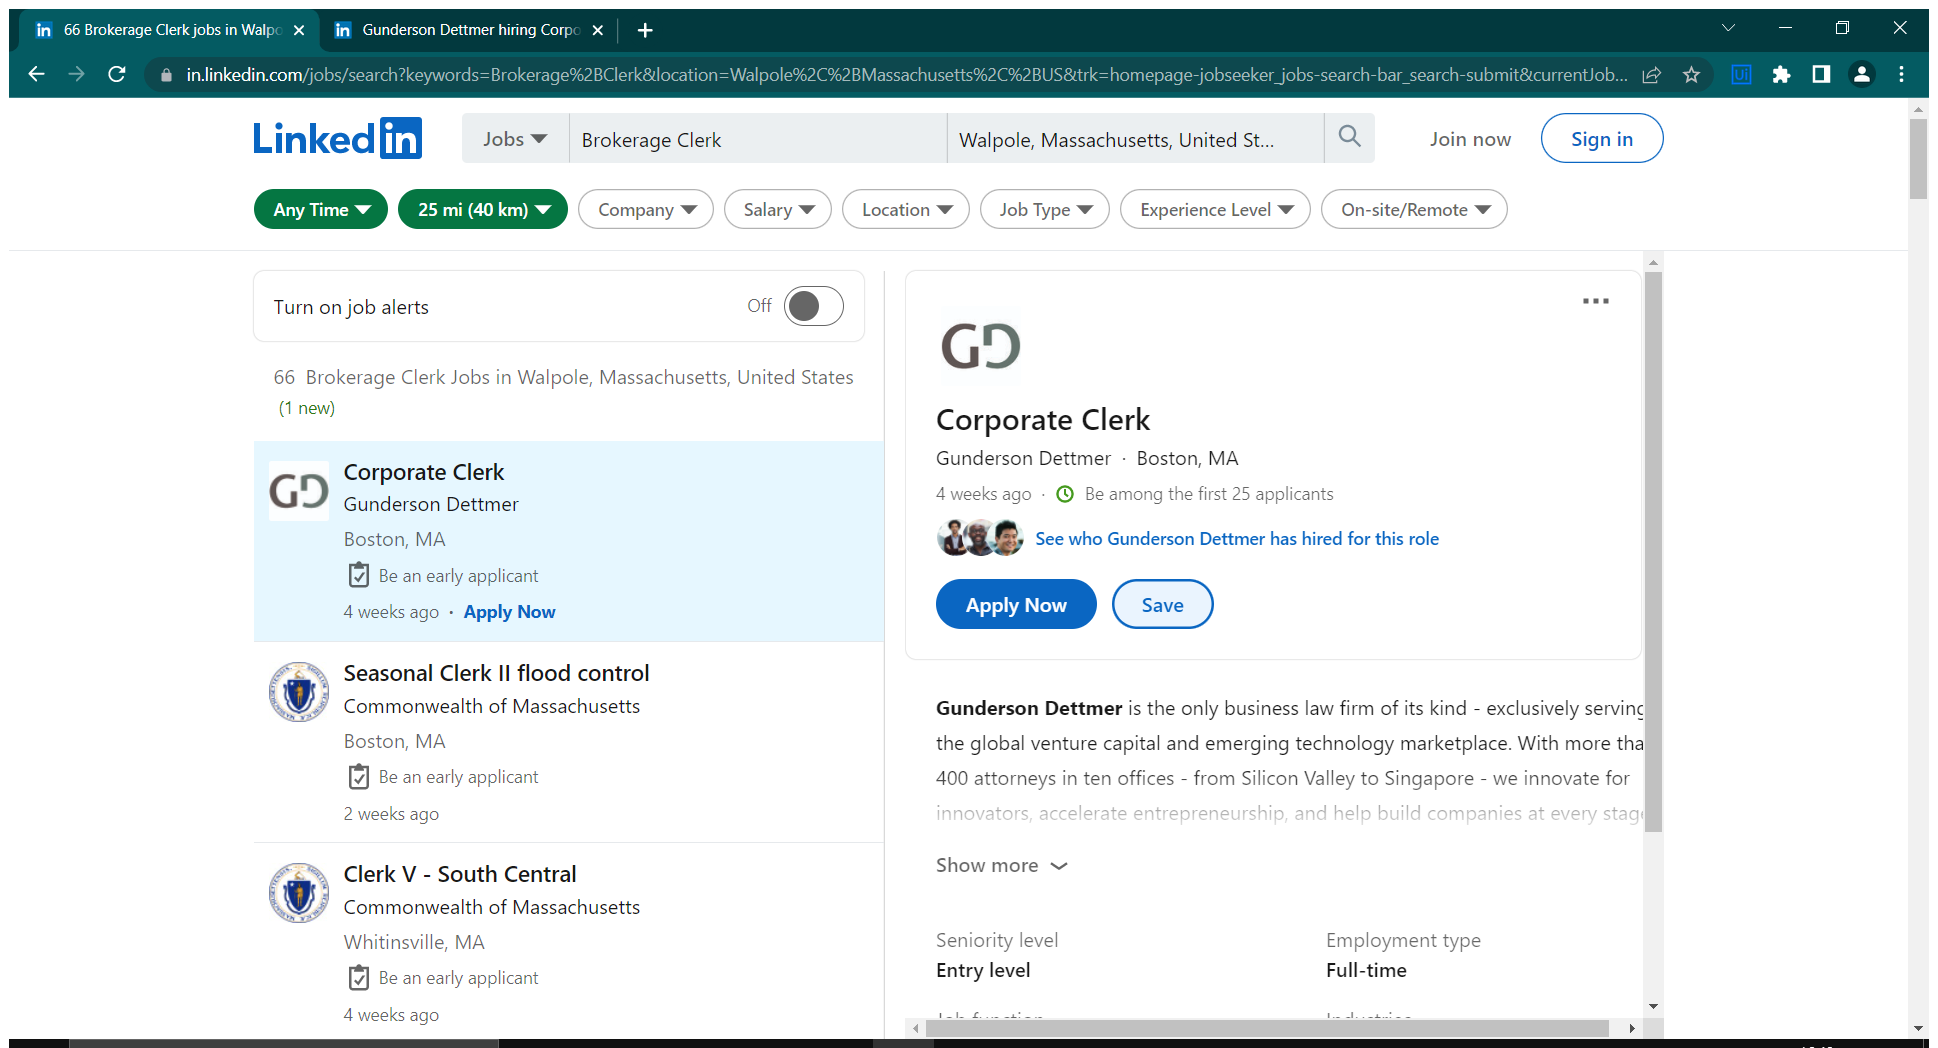 66 Brokerage Clerk jobs in Walpo
Gunderson Dettmer hiring Corpo
in.linkedin.com/jobs/search?keywords=Brokerage%2BClerk&location=Walpole%2C%2BMassachusetts%2C%2BUS&trk=homepage-jobseeker_jobs-search-bar_search-submit&currentJob...
LinkedIn
Jobs
Brokerage Clerk
Walpole, Massachusetts, United St...
Join now
Sign in
Any Time
25 mi (40 km)
Company
Salary
Location
Job Type
Experience Level
On-site/Remote
Turn on job alerts
Off
66 Brokerage Clerk Jobs in Walpole, Massachusetts, United States
(1 new)
GD
Corporate Clerk
Gunderson Dettmer
Boston, MA
Be an early applicant
4 weeks ago · Apply Now
Seasonal Clerk II flood control
Commonwealth of Massachusetts
Boston, MA
Be an early applicant
2 weeks ago
Clerk V - South Central
Commonwealth of Massachusetts
Whitinsville, MA
Be an early applicant
4 weeks ago
GD
Corporate Clerk
Gunderson Dettmer · Boston, MA
4 weeks ago · Be among the first 25 applicants
See who Gunderson Dettmer has hired for this role
Apply Now
Save
Gunderson Dettmer is the only business law firm of its kind - exclusively serving
the global venture capital and emerging technology marketplace. With more tha
400 attorneys in ten offices - from Silicon Valley to Singapore - we innovate for
innovators, accelerate entrepreneurship, and help build companies at every stage
Show more
Seniority level
Entry level
Employment type
Full-time
Job function
Industries